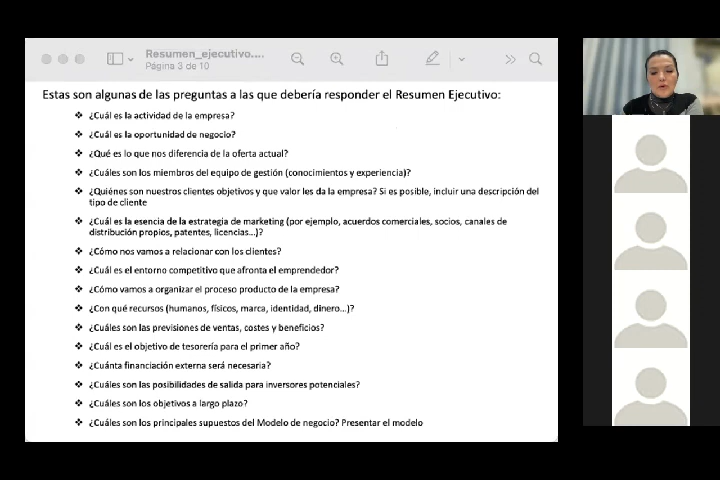 Resumen_ejecutivo....
Página 3 de 10
Estas son algunas de las preguntas a las que debería responder el Resumen Ejecutivo:
❖ ¿Cuál es la actividad de la empresa?
❖ ¿Cuál es la oportunidad de negocio?
❖ ¿Qué es lo que nos diferencia de la oferta actual?
❖ ¿Cuáles son los miembros del equipo de gestión (conocimientos y experiencia)?
❖ ¿Quiénes son nuestros clientes objetivos y que valor les da la empresa? Si es posible, incluir una descripción del
tipo de cliente
❖ ¿Cuál es la esencia de la estrategia de marketing (por ejemplo, acuerdos comerciales, socios, canales de
distribución propios, patentes, licencias...)?
❖ ¿Cómo nos vamos a relacionar con los clientes?
❖ ¿Cuál es el entorno competitivo que afronta el emprendedor?
❖ ¿Cómo vamos a organizar el proceso producto de la empresa?
❖ ¿Con qué recursos (humanos, físicos, marca, identidad, dinero...)?
❖ ¿Cuáles son las previsiones de ventas, costes y beneficios?
❖ ¿Cuál es el objetivo de tesorería para el primer año?
❖ ¿Cuánta financiación externa será necesaria?
❖ ¿Cuáles son las posibilidades de salida para inversores potenciales?
❖ ¿Cuáles son los objetivos a largo plazo?
❖ ¿Cuáles son los principales supuestos del Modelo de negocio? Presentar el modelo